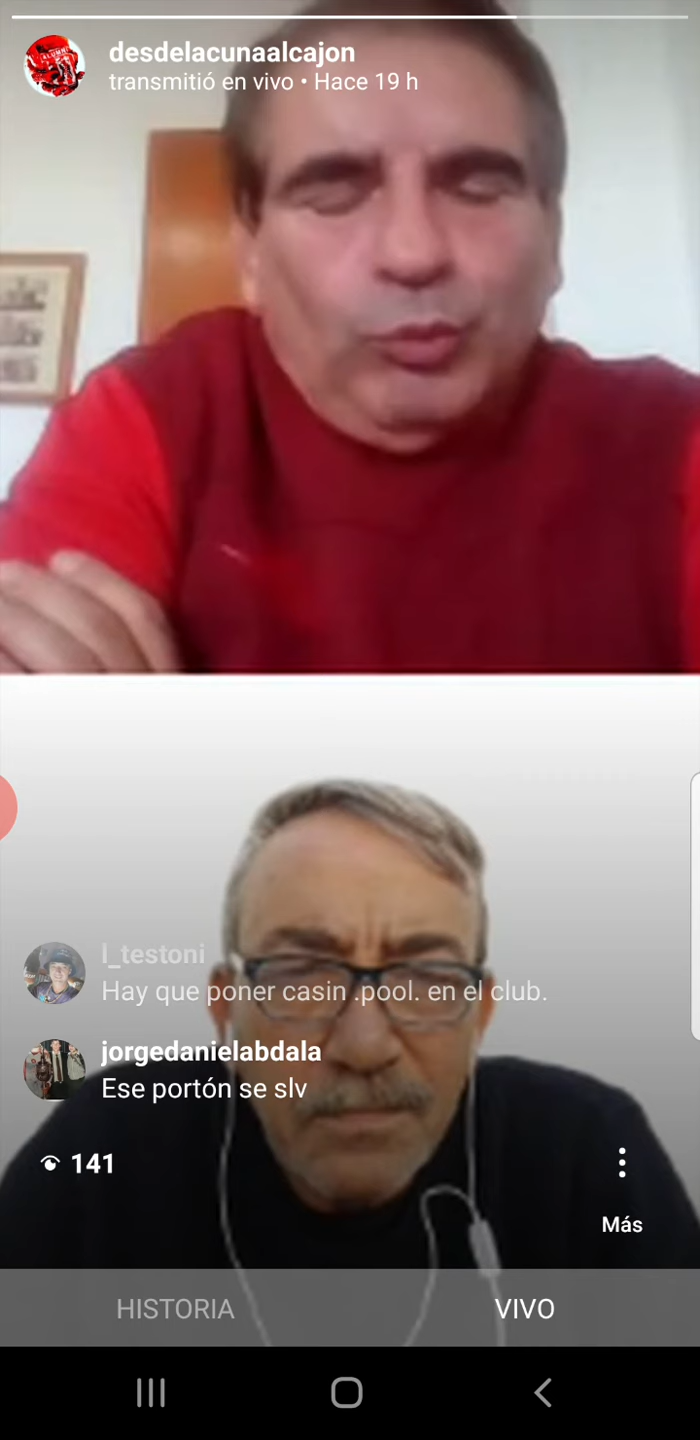 desdelacunaalcajon
transmitió en vivo • Hace 19 h
l_testoni
Hay que poner casin .pool. en el club.
jorgedanielabdala
Ese portón se slv
141
Más
HISTORIA
VIVO